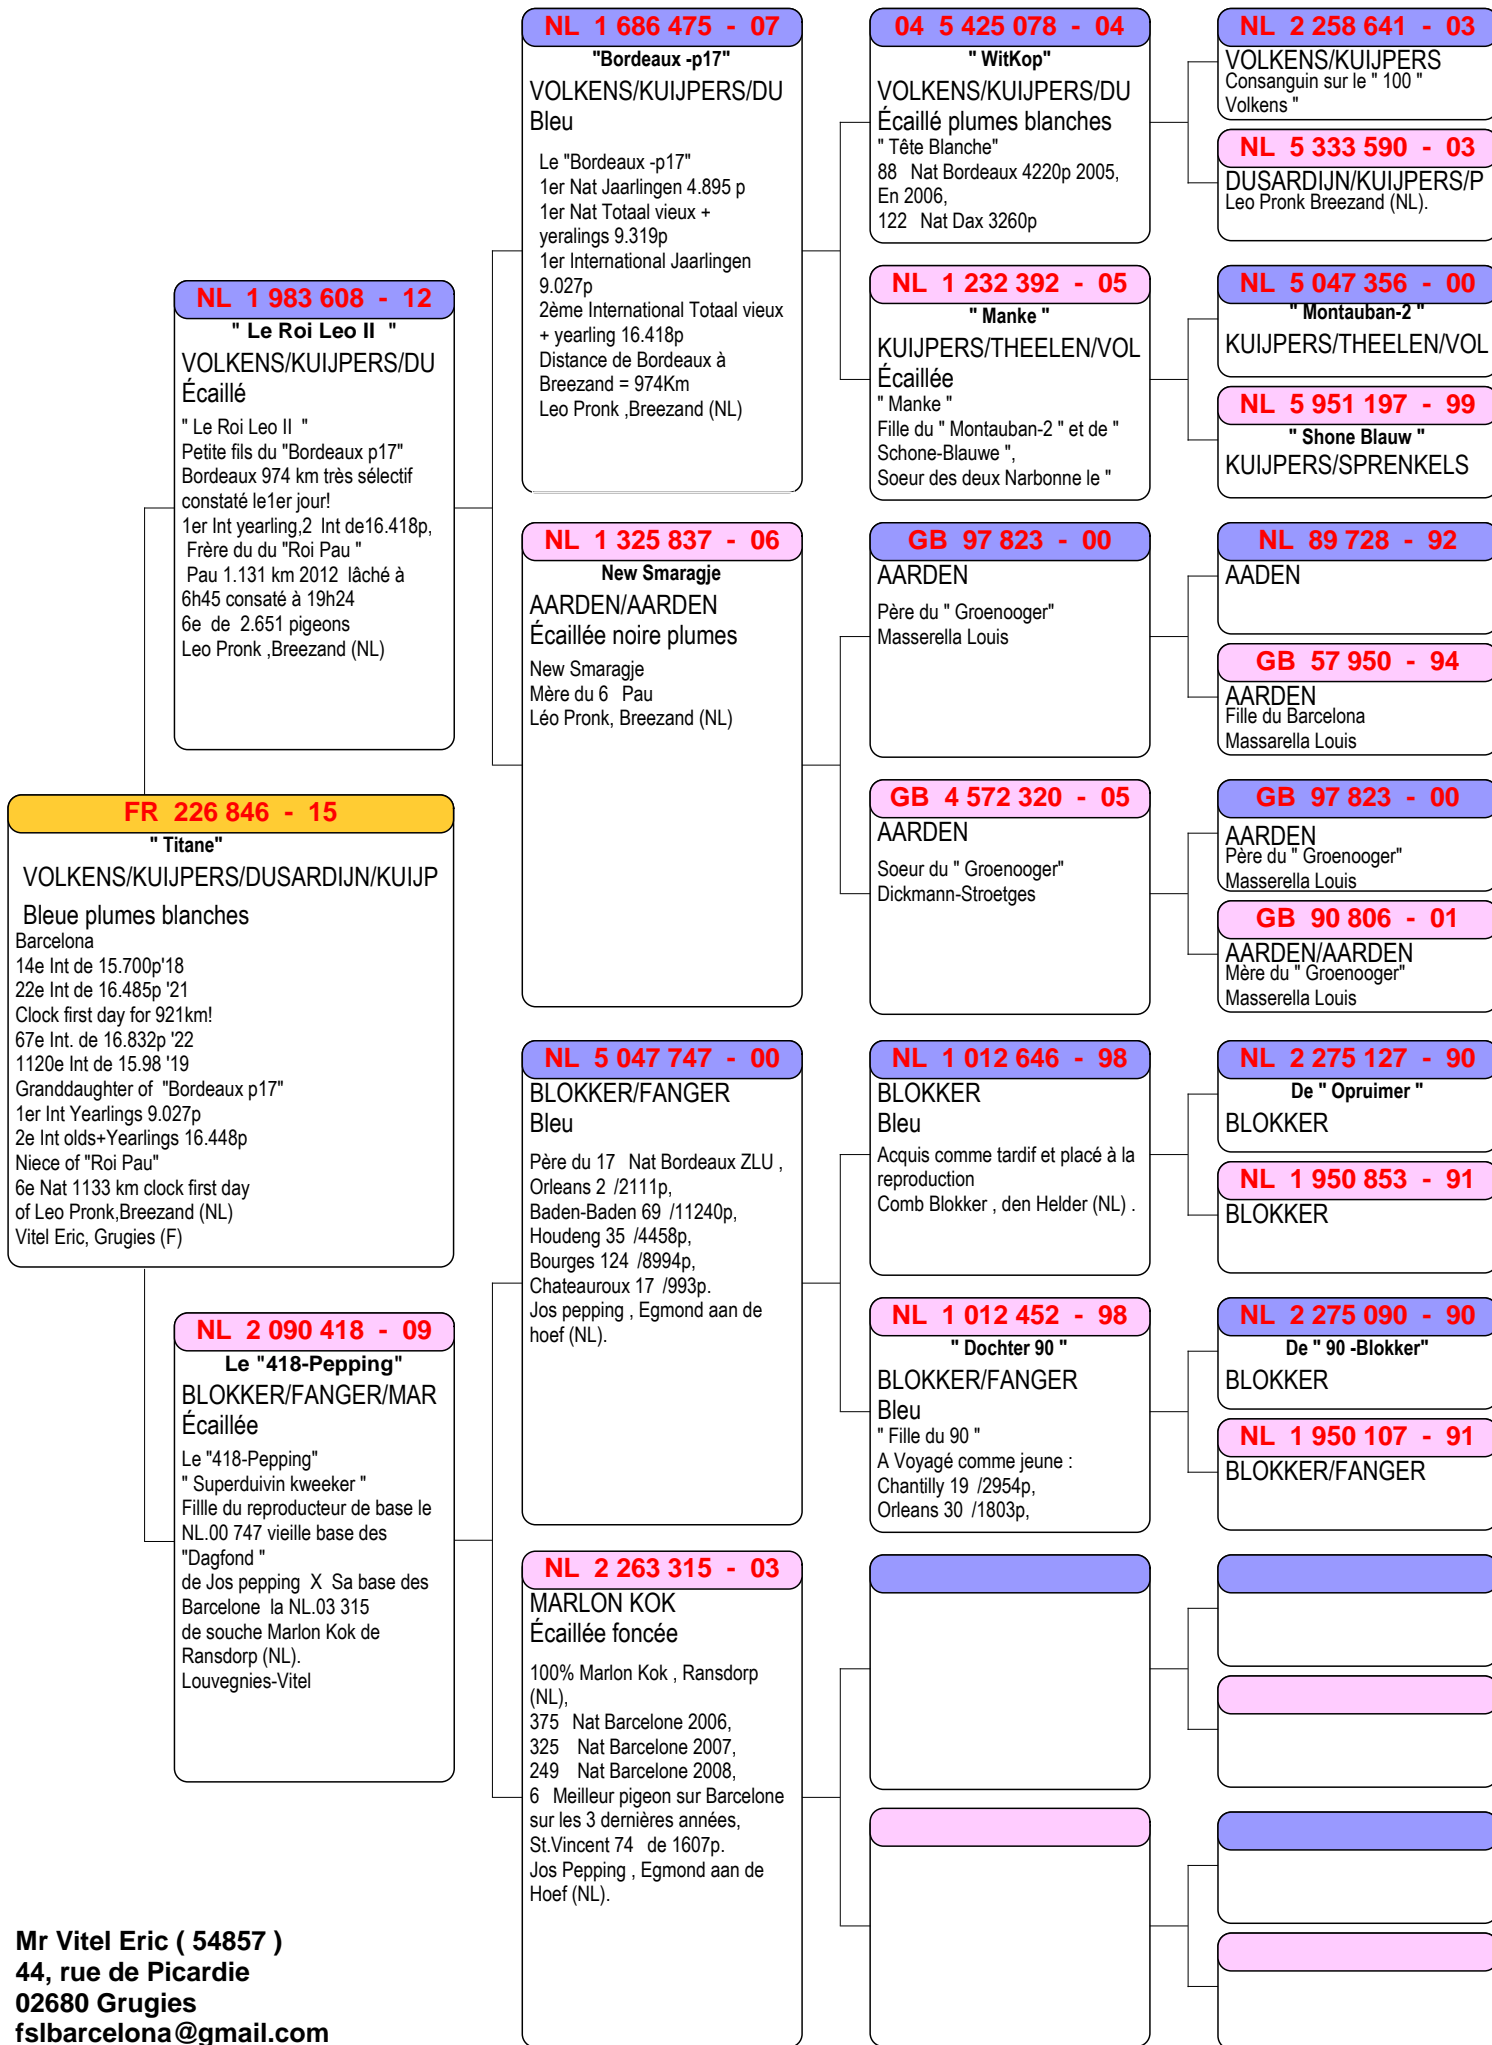 FR 226 846 - 15
" Titane"
VOLKENS/KUIJPERS/DUSARDIJN/KUIJP
Bleue plumes blanches
Barcelona
14e Int de 15.700p'18
22e Int de 16.485p '21
Clock first day for 921km!
67e Int. de 16.832p '22
1120e Int de 15.98 '19
Granddaughter of "Bordeaux p17"
1er Int Yearlings 9.027p
2e Int olds+Yearlings 16.448p
Niece of "Roi Pau"
6e Nat 1133 km clock first day
of Leo Pronk,Breezand (NL)
Vitel Eric, Grugies (F)
NL 1 983 608 - 12
" Le Roi Leo II "
VOLKENS/KUIJPERS/DU
Écaillé
" Le Roi Leo II "
Petite fils du "Bordeaux p17"
Bordeaux 974 km très sélectif
constaté le1er jour!
1er Int yearling,2 Int de16.418p,
Frère du du "Roi Pau "
Pau 1.131 km 2012 lâché à
6h45 consaté à 19h24
6e de 2.651 pigeons
Leo Pronk ,Breezand (NL)
NL 2 090 418 - 09
Le "418-Pepping"
BLOKKER/FANGER/MAR
Écaillée
Le "418-Pepping"
" Superduivin kweeker "
Fillle du reproducteur de base le
NL.00 747 vieille base des
"Dagfond "
de Jos pepping X Sa base des
Barcelone la NL.03 315
de souche Marlon Kok de
Ransdorp (NL).
Louvegnies-Vitel
NL 1 686 475 - 07
"Bordeaux -p17"
VOLKENS/KUIJPERS/DU
Bleu
Le "Bordeaux -p17"
1er Nat Jaarlingen 4.895 p
1er Nat Totaal vieux +
yeralings 9.319p
1er International Jaarlingen
9.027p
2ème International Totaal vieux
+ yearling 16.418p
Distance de Bordeaux à
Breezand = 974Km
Leo Pronk ,Breezand (NL)
NL 1 325 837 - 06
New Smaragje
AARDEN/AARDEN
Écaillée noire plumes
New Smaragje
Mère du 6 Pau
Léo Pronk, Breezand (NL)
NL 5 047 747 - 00
BLOKKER/FANGER
Bleu
Père du 17 Nat Bordeaux ZLU ,
Orleans 2 /2111p,
Baden-Baden 69 /11240p,
Houdeng 35 /4458p,
Bourges 124 /8994p,
Chateauroux 17 /993p.
Jos pepping , Egmond aan de
hoef (NL).
NL 2 263 315 - 03
MARLON KOK
Écaillée foncée
100% Marlon Kok , Ransdorp
(NL),
375 Nat Barcelone 2006,
325 Nat Barcelone 2007,
249 Nat Barcelone 2008,
6 Meilleur pigeon sur Barcelone
sur les 3 dernières années,
St.Vincent 74 de 1607p.
Jos Pepping , Egmond aan de
Hoef (NL).
04 5 425 078 - 04
" WitKop"
VOLKENS/KUIJPERS/DU
Écaillé plumes blanches
" Tête Blanche"
88 Nat Bordeaux 4220p 2005,
En 2006,
122 Nat Dax 3260p
NL 1 232 392 - 05
" Manke "
KUIJPERS/THEELEN/VOL
Écaillée
" Manke "
Fille du " Montauban-2 " et de "
Schone-Blauwe ",
Soeur des deux Narbonne le "
GB 97 823 - 00
AARDEN
Père du " Groenooger"
Masserella Louis
GB 4 572 320 - 05
AARDEN
Soeur du " Groenooger"
Dickmann-Stroetges
NL 1 012 646 - 98
BLOKKER
Bleu
Acquis comme tardif et placé à la
reproduction
Comb Blokker , den Helder (NL) .
NL 1 012 452 - 98
" Dochter 90 "
BLOKKER/FANGER
Bleu
" Fille du 90 "
A Voyagé comme jeune :
Chantilly 19 /2954p,
Orleans 30 /1803p,
NL 2 258 641 - 03
VOLKENS/KUIJPERS
Consanguin sur le " 100 "
Volkens "
NL 5 333 590 - 03
DUSARDIJN/KUIJPERS/P
Leo Pronk Breezand (NL).
NL 5 047 356 - 00
" Montauban-2 "
KUIJPERS/THEELEN/VOL
NL 5 951 197 - 99
" Shone Blauw "
KUIJPERS/SPRENKELS
NL 89 728 - 92
AADEN
GB 57 950 - 94
AARDEN
Fille du Barcelona
Massarella Louis
GB 97 823 - 00
AARDEN
Père du " Groenooger"
Masserella Louis
GB 90 806 - 01
AARDEN/AARDEN
Mère du " Groenooger"
Masserella Louis
NL 2 275 127 - 90
De " Opruimer "
BLOKKER
NL 1 950 853 - 91
BLOKKER
NL 2 275 090 - 90
De " 90 -Blokker"
BLOKKER
NL 1 950 107 - 91
BLOKKER/FANGER
Mr Vitel Eric ( 54857 )
44, rue de Picardie
02680 Grugies
fslbarcelona@gmail.com